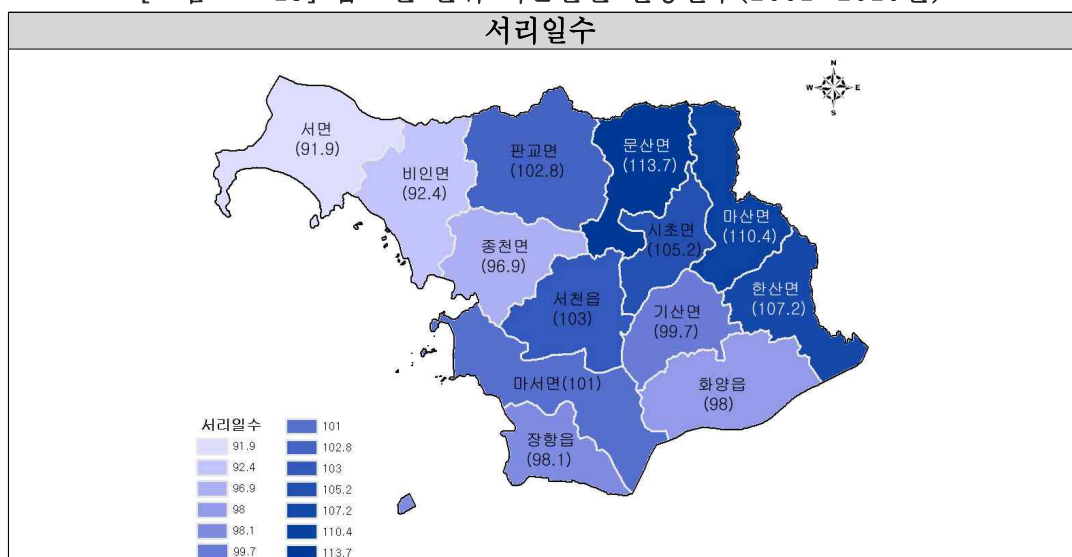 서리일수
N
W E
S
서면
(91.9)
비인면
(92.4)
판교면
(102.8)
문산면
(113.7)
마산면
(110.4)
시초면
(105.2)
종천면
(96.9)
한산면
(107.2)
서천읍
(103)
기산면
(99.7)
마서면(101)
화양읍
(98)
장항읍
(98.1)
서리일수
91.9
92.4
96.9
98
98.1
99.7
101
102.8
103
105.2
107.2
110.4
113.7